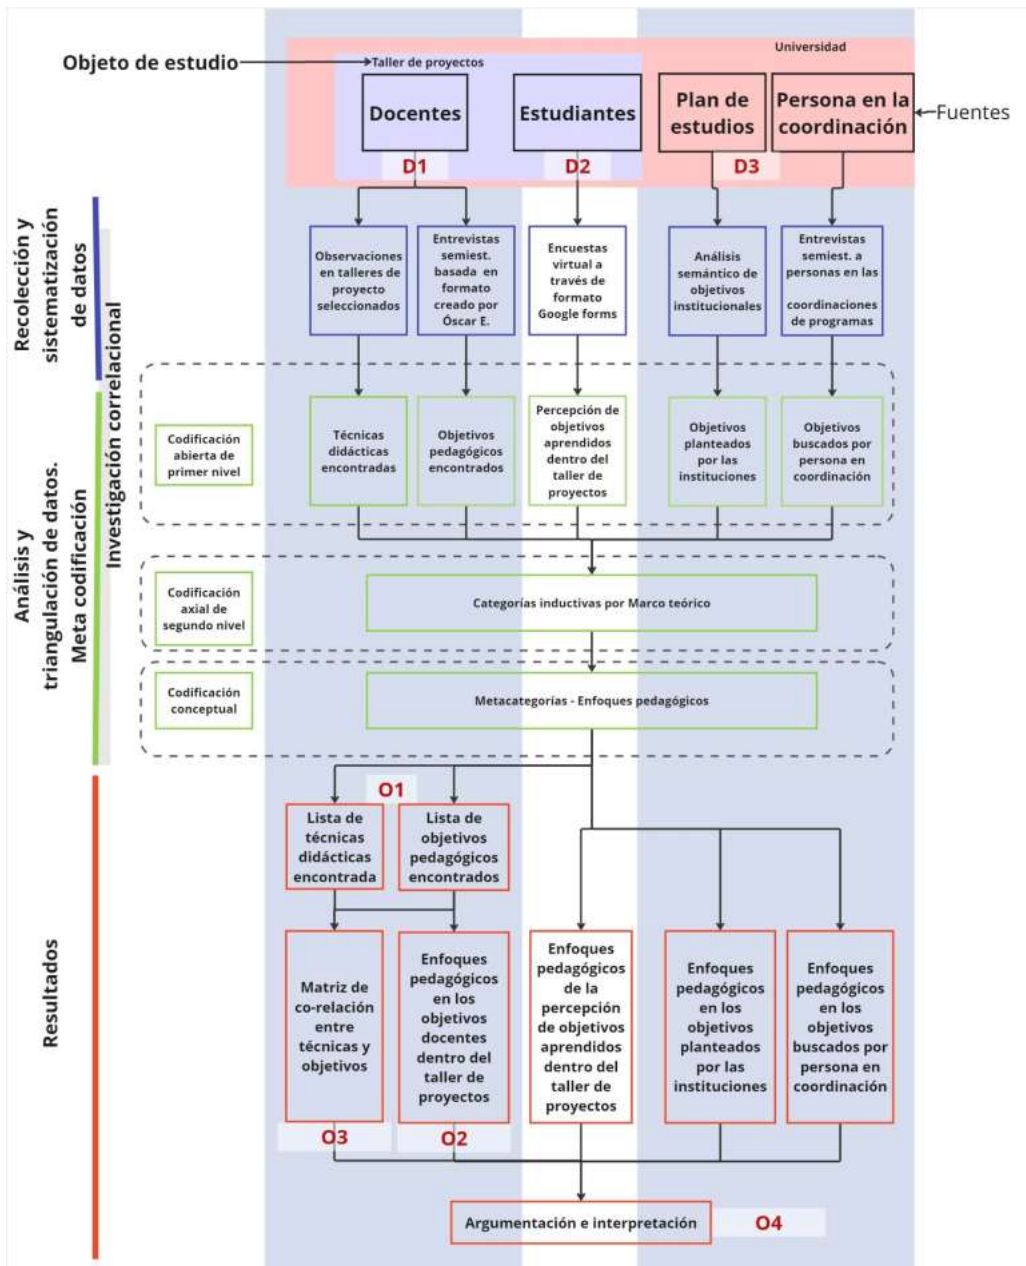 Universidad
Objeto de estudio
Taller de proyectos
Docentes
Estudiantes
Plan de
estudios
Persona en la
coordinación
Fuentes
D1
D2
D3
Recolección y
sistematización
de datos
Investigación correlacional
Observaciones
en talleres de
proyecto
seleccionados
Entrevistas
semiest.
basada en
formato
creado por
Óscar E.
Encuestas
virtual a
través de
formato
Google forms
Análisis
semántico de
objetivos
institucionales
Entrevistas
semiest. a
personas en las
coordinaciones
de programas
Análisis y
triangulación de datos.
Meta codificación
Codificación
abierta de
primer nivel
Técnicas
didácticas
encontradas
Objetivos
pedagógicos
encontrados
Percepción de
objetivos
aprendidos
dentro del
taller de
proyectos
Objetivos
planteados
por las
instituciones
Objetivos
buscados por
persona en
coordinación
Codificación
axial de
segundo nivel
Categorías inductivas por Marco teórico
Codificación
conceptual
Metacategorías - Enfoques pedagógicos
Resultados
O1
Lista de
técnicas
didácticas
encontrada
Lista de
objetivos
pedagógicos
encontrados
Matriz de
co-relación
entre
técnicas y
objetivos
Enfoques
pedagógicos
en los
objetivos
docentes
dentro del
taller de
proyectos
Enfoques
pedagógicos
de la
percepción
de objetivos
aprendidos
dentro del
taller de
proyectos
Enfoques
pedagógicos
en los
objetivos
planteados
por las
instituciones
Enfoques
pedagógicos
en los
objetivos
buscados por
persona en
coordinación
O3
O2
Argumentación e interpretación
O4